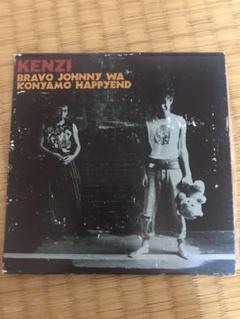 KENZI
BRAVO JOHNNY WA
KONYAMO HAPPYEND